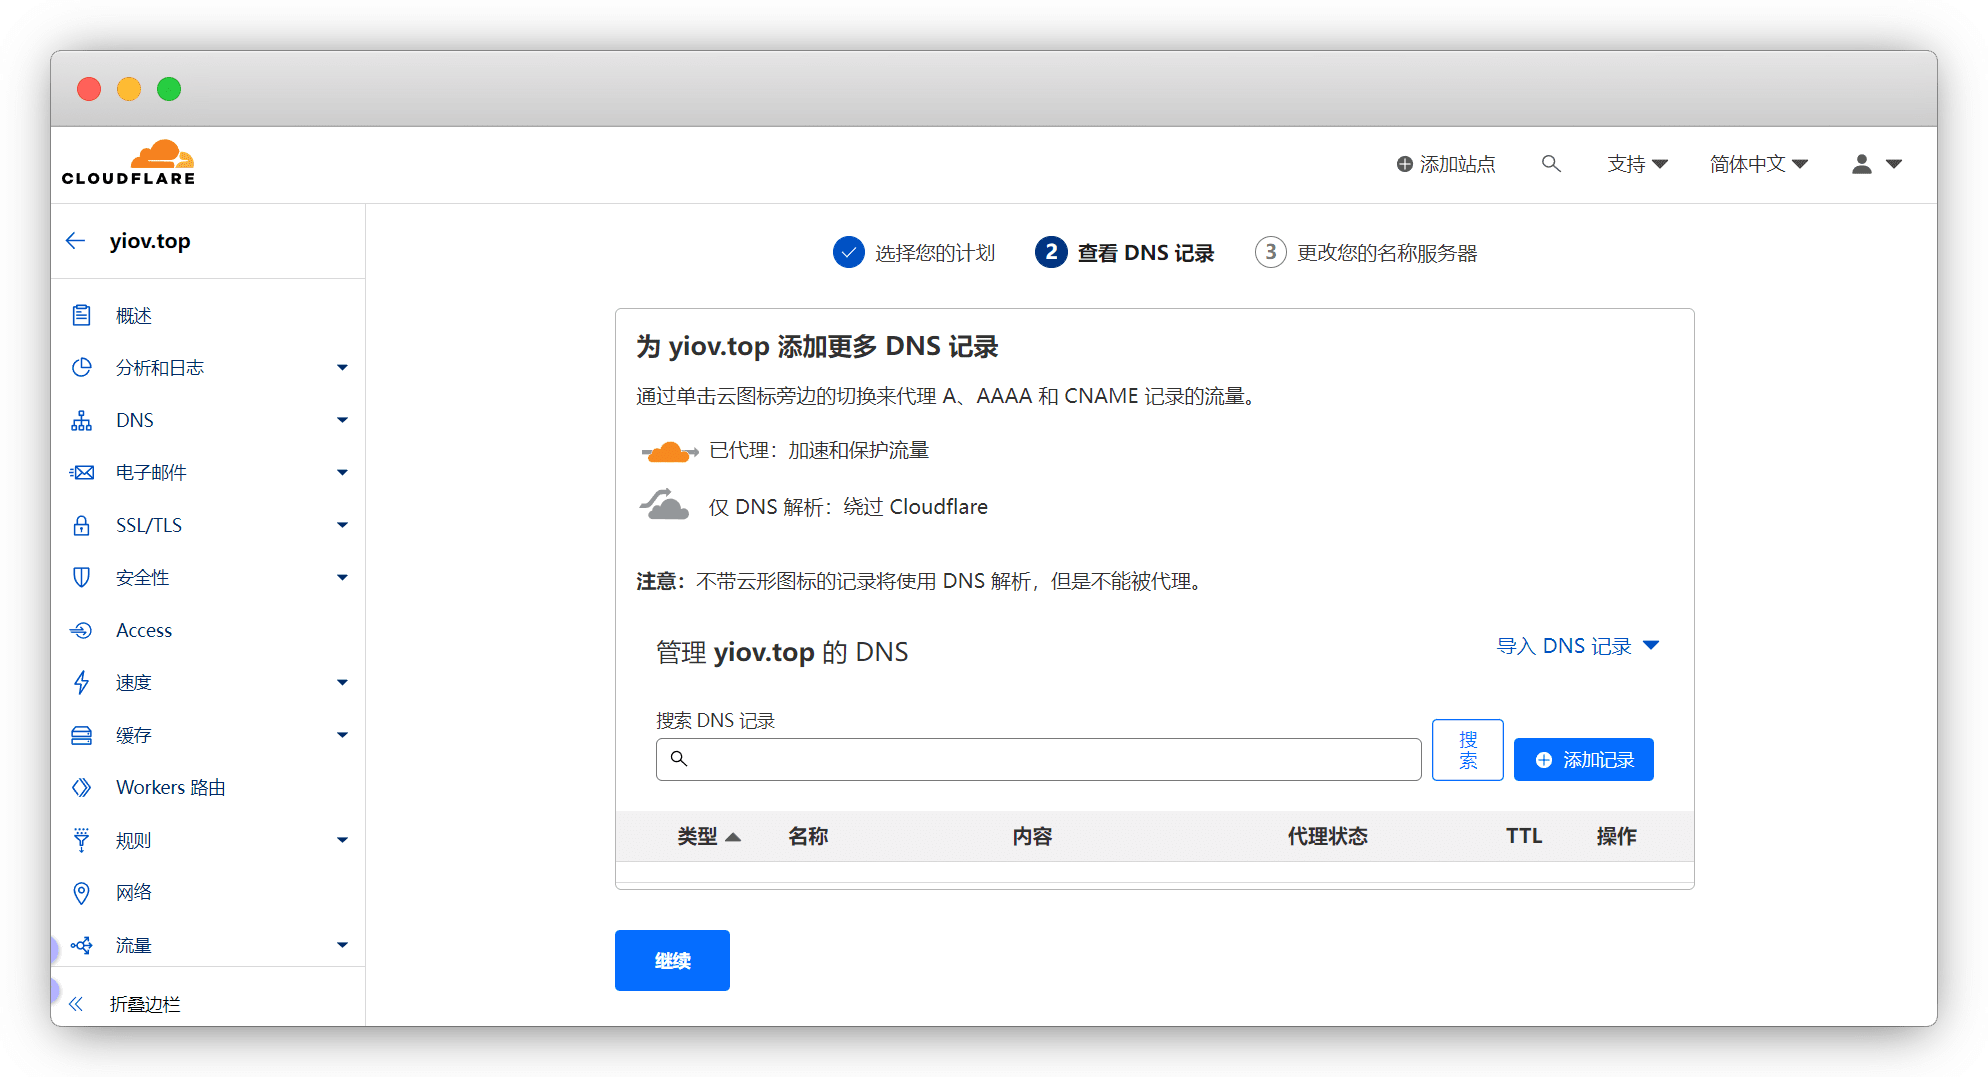 CLOUDFLARE
添加站点
支持
简体中文
yiov.top
概述
分析和日志
DNS
电子邮件
SSL/TLS
安全性
Access
速度
缓存
Workers 路由
规则
网络
流量
折叠边栏
选择您的计划
2 查看 DNS 记录
3 更改您的名称服务器
为 yiov.top 添加更多 DNS 记录
通过单击云图标旁边的切换来代理 A、AAAA 和 CNAME 记录的流量。
已代理：加速和保护流量
仅 DNS 解析：绕过 Cloudflare
注意：不带云形图标的记录将使用 DNS 解析，但是不能被代理。
管理 yiov.top 的 DNS
导入 DNS 记录
搜索 DNS 记录
搜
索
添加记录
类型 名称 内容 代理状态 TTL 操作
继续